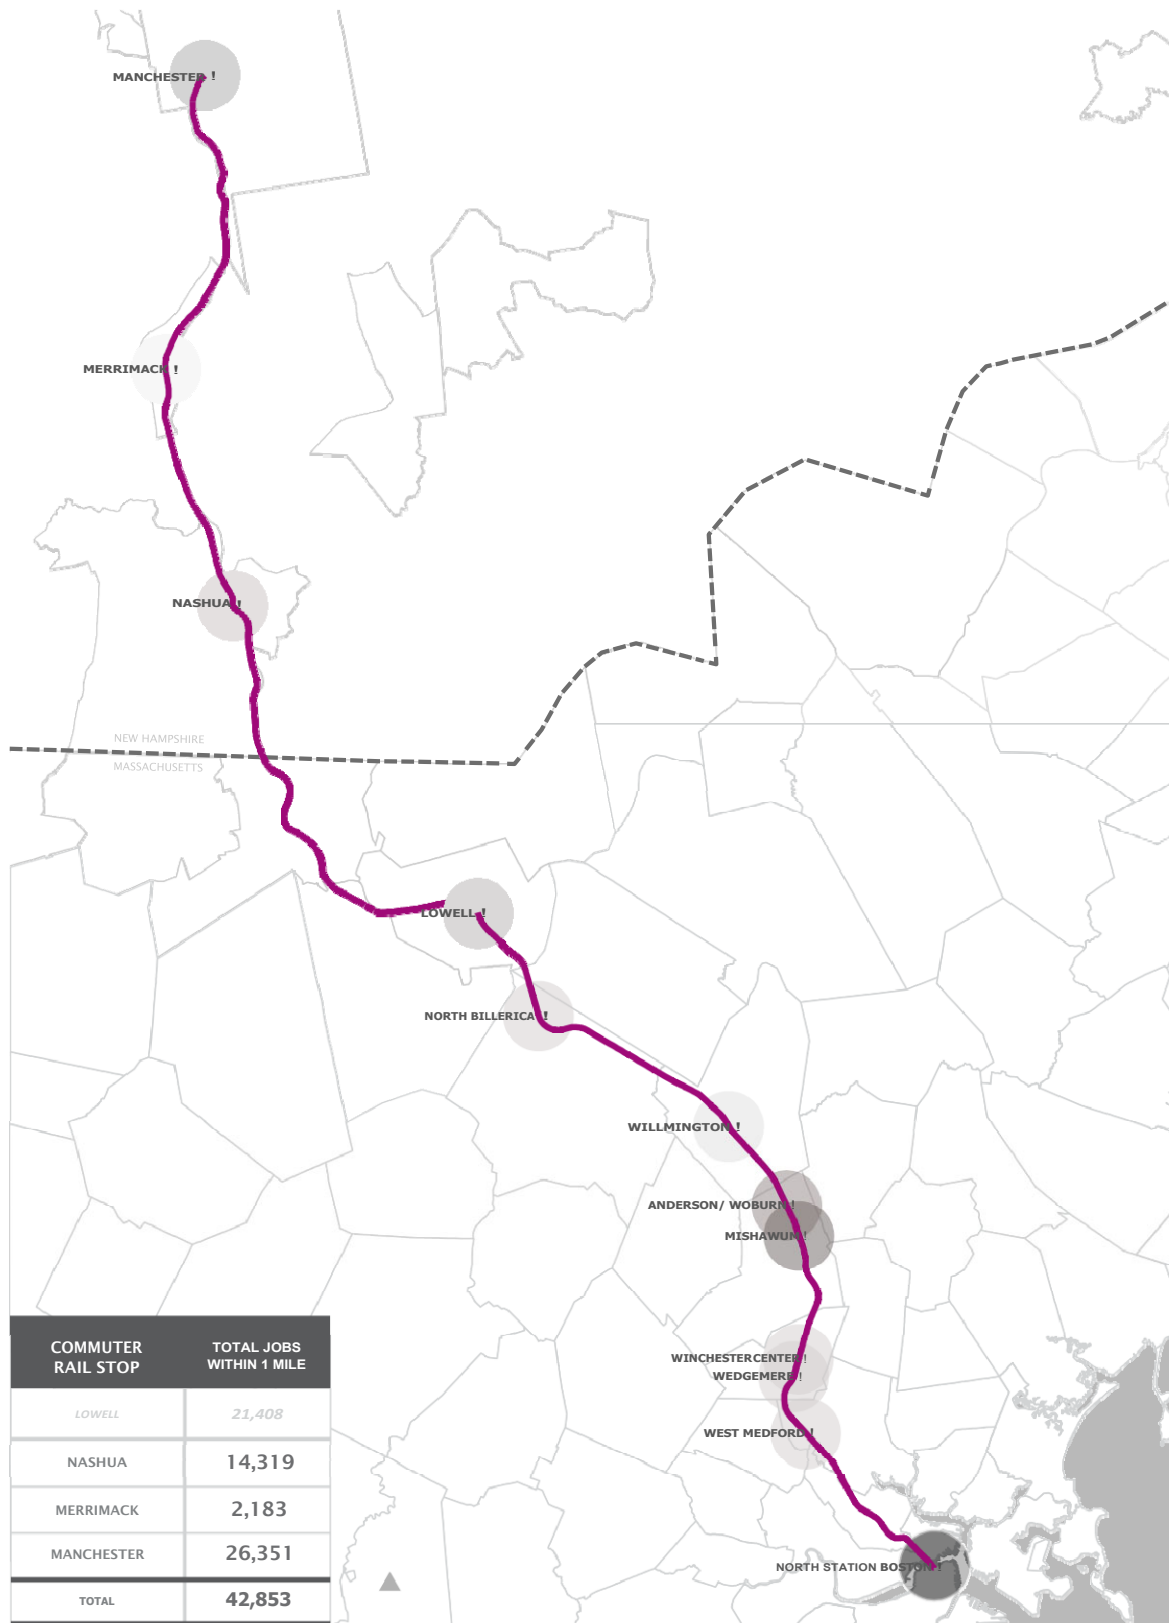 MANCHESTER !
MERRIMACK !
NASHUA !
NEW HAMPSHIRE
MASSACHUSETTS
LOWELL !
NORTH BILLERICA !
WILLMINGTON !
ANDERSON/ WOBURN !
MISHAWUM !
WINCHESTER CENTER !
WEDGEMERE !
WEST MEDFORD !
NORTH STATION BOSTON !
COMMUTER RAIL STOP TOTAL JOBS WITHIN 1 MILE
LOWELL 21,408
NASHUA 14,319
MERRIMACK 2,183
MANCHESTER 26,351
TOTAL 42,853